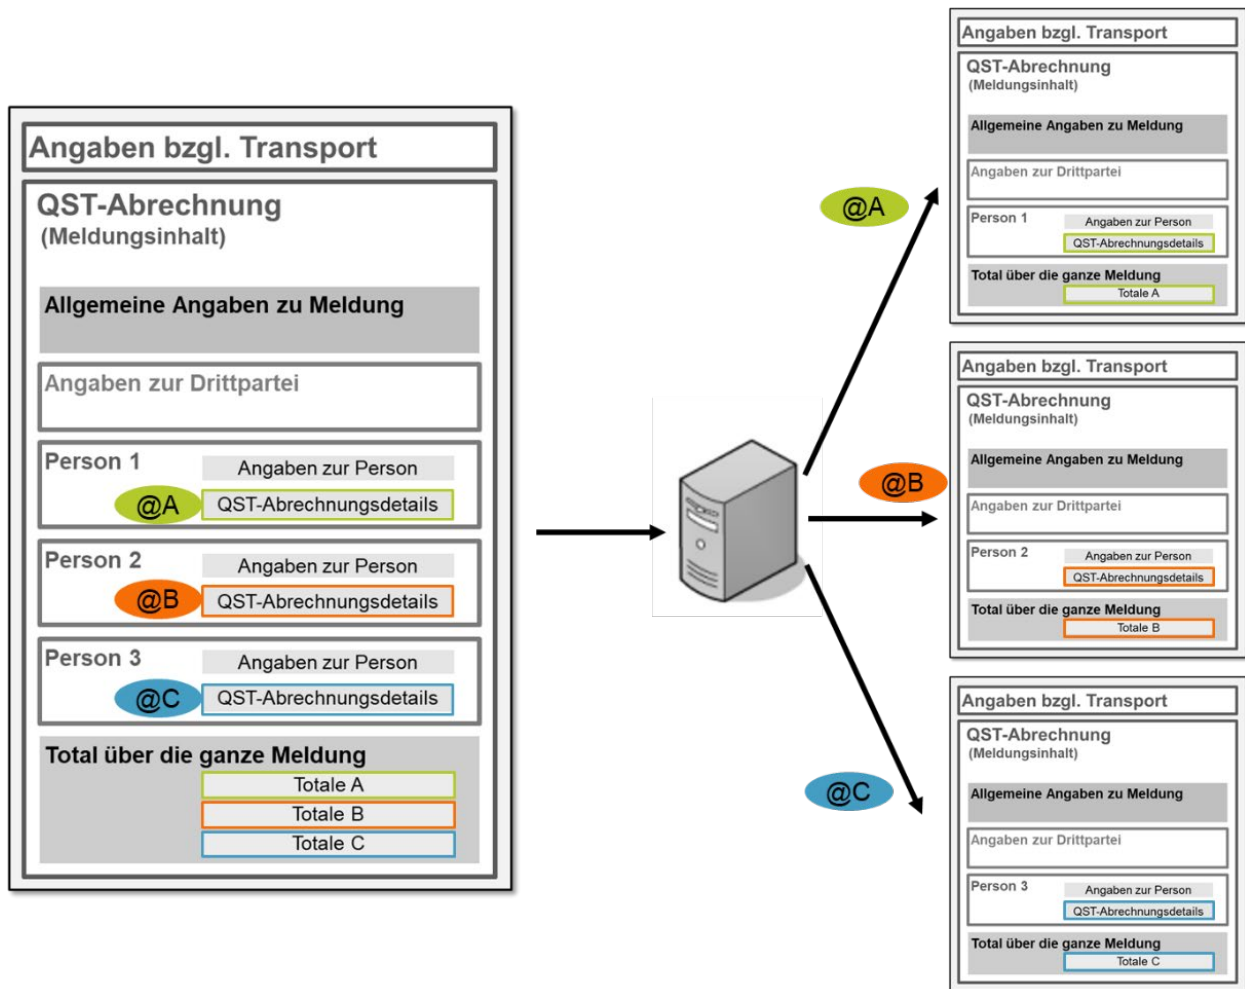 Angaben bzgl. Transport
QST-Abrechnung
(Meldungsinhalt)
Allgemeine Angaben zu Meldung
Angaben zur Drittpartei
Person 1
Angaben zur Person
@A
QST-Abrechnungsdetails
Person 2
Angaben zur Person
@B
QST-Abrechnungsdetails
Person 3
Angaben zur Person
@C
QST-Abrechnungsdetails
Total über die ganze Meldung
Totale A
Totale B
Totale C
@A
@B
@C
Angaben bzgl. Transport
QST-Abrechnung
(Meldungsinhalt)
Allgemeine Angaben zu Meldung
Angaben zur Drittpartei
Person 1
Angaben zur Person
QST-Abrechnungsdetails
Total über die ganze Meldung
Totale A
Angaben bzgl. Transport
QST-Abrechnung
(Meldungsinhalt)
Allgemeine Angaben zu Meldung
Angaben zur Drittpartei
Person 2
Angaben zur Person
QST-Abrechnungsdetails
Total über die ganze Meldung
Totale B
Angaben bzgl. Transport
QST-Abrechnung
(Meldungsinhalt)
Allgemeine Angaben zu Meldung
Angaben zur Drittpartei
Person 3
Angaben zur Person
QST-Abrechnungsdetails
Total über die ganze Meldung
Totale C